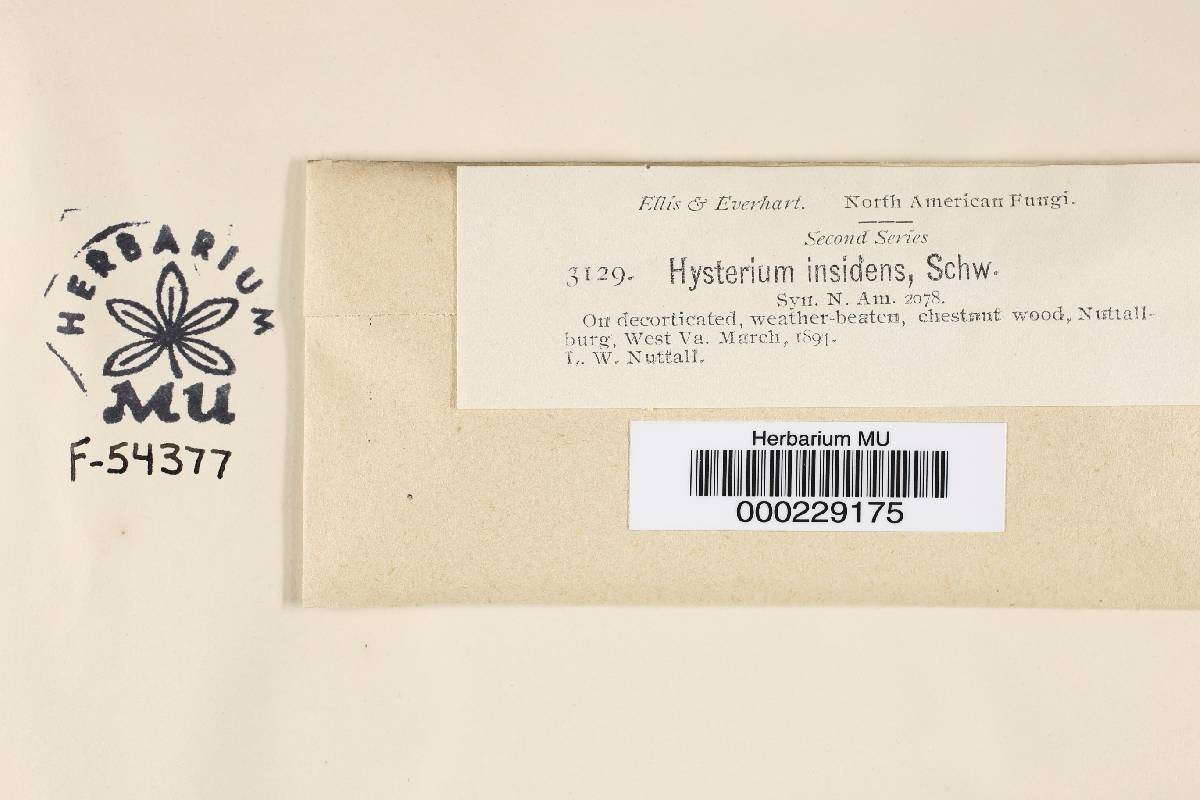 HERBARIUM
MU
F-54377
Ellis & Everhart. North American Fungi.
Second Series
3129. Hysterium insidens, Schw.
Syn. N. Am. 2078.
On decorticated, weather-beaten, chestnut wood, Nuttall-
burg, West Va. March, 1894.
L. W. Nuttall.
Herbarium MU
000229175